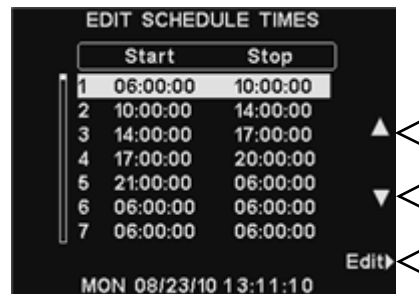 EDIT SCHEDULE TIMES
Start Stop
1 06:00:00 10:00:00
2 10:00:00 14:00:00
3 14:00:00 17:00:00
4 17:00:00 20:00:00
5 21:00:00 06:00:00
6 06:00:00 06:00:00
7 06:00:00 06:00:00
Edit
MON 08/23/10 13:11:10